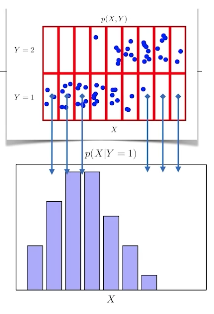 p(X, Y)
Y = 2
Y = 1
X
p(X|Y = 1)
X